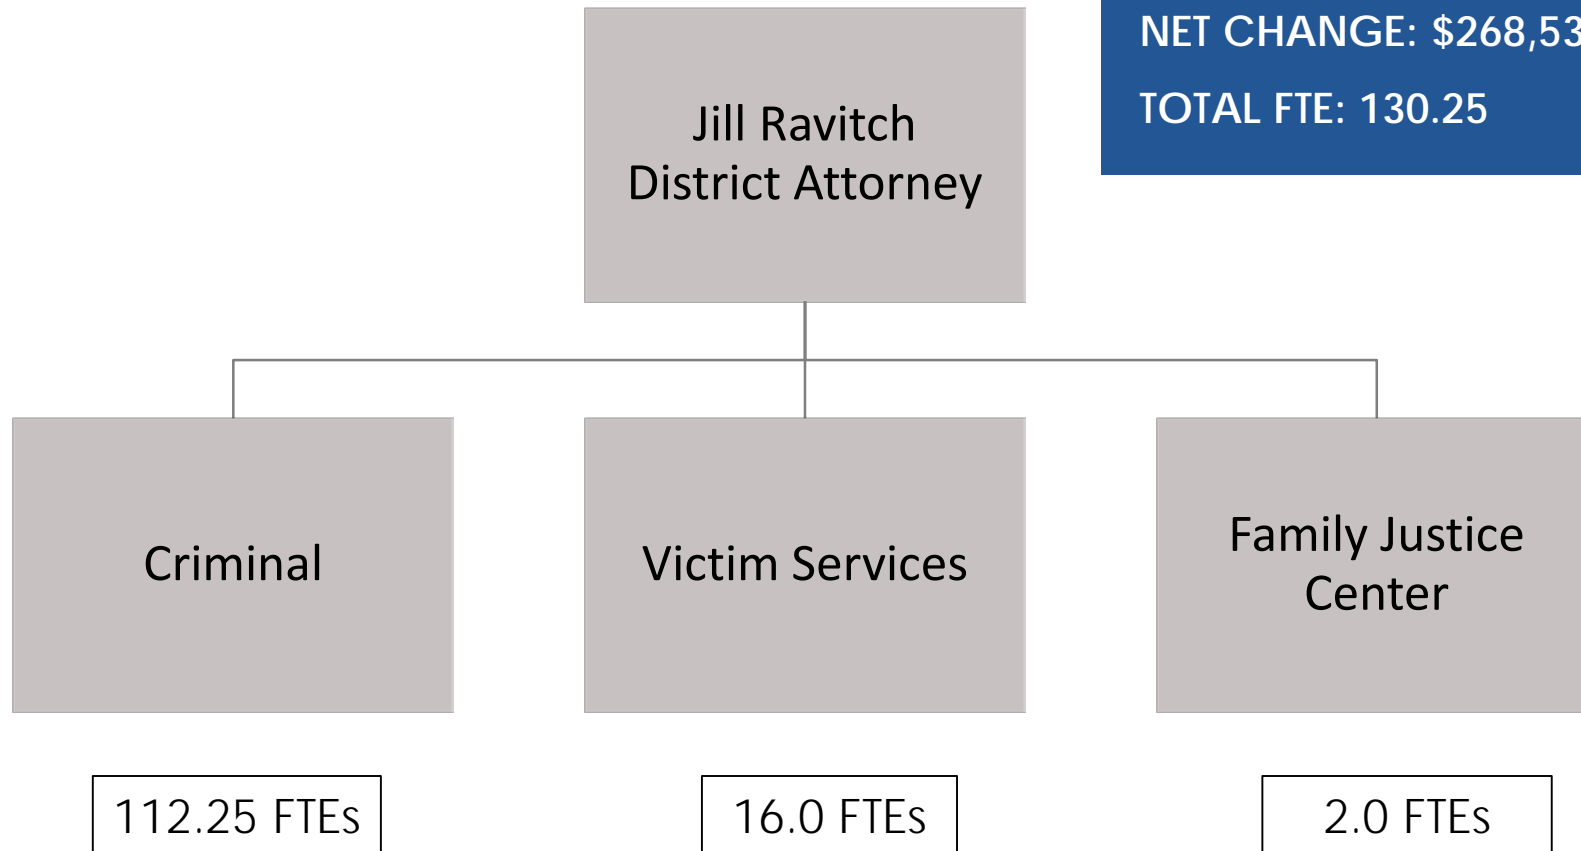 NET CHANGE: $268,53
TOTAL FTE: 130.25
Jill Ravitch
District Attorney
Criminal
Victim Services
Family Justice
Center
112.25 FTEs
16.0 FTEs
2.0 FTEs